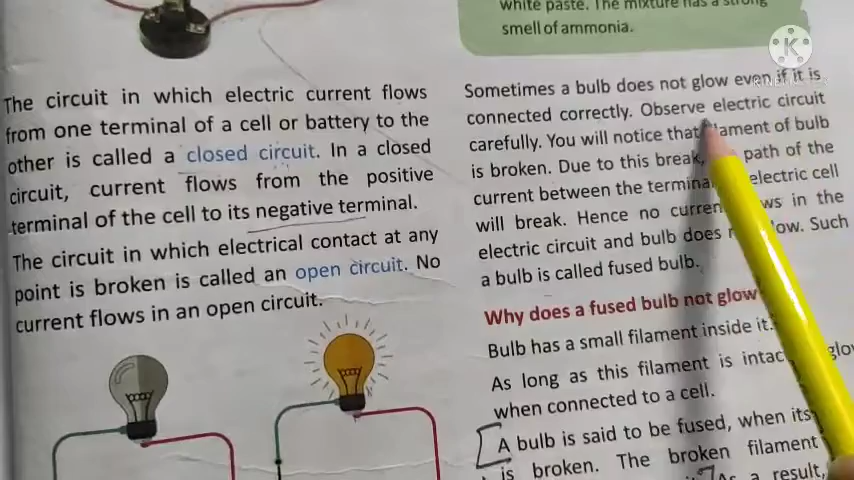 The circuit in which electric current flows
from one terminal of a cell or battery to the
other is called a closed circuit. In a closed
circuit, current flows from the positive
terminal of the cell to its negative terminal.
The circuit in which electrical contact at any
point is broken is called an open circuit. No
current flows in an open circuit.
white paste. The mixture has a strong
smell of ammonia.
Sometimes a bulb does not glow even if it is
connected correctly. Observe electric circuit
carefully. You will notice that filament of bulb
is broken. Due to this break, path of the
current between the terminal electric cell
will break. Hence no current in the
electric circuit and bulb does glow. Such
a bulb is called fused bulb.
Why does a fused bulb not glow
Bulb has a small filament inside it.
As long as this filament is intact
when connected to a cell.
A bulb is said to be fused, when its
is broken. The broken filament
As a result,
K
KINEMASTER